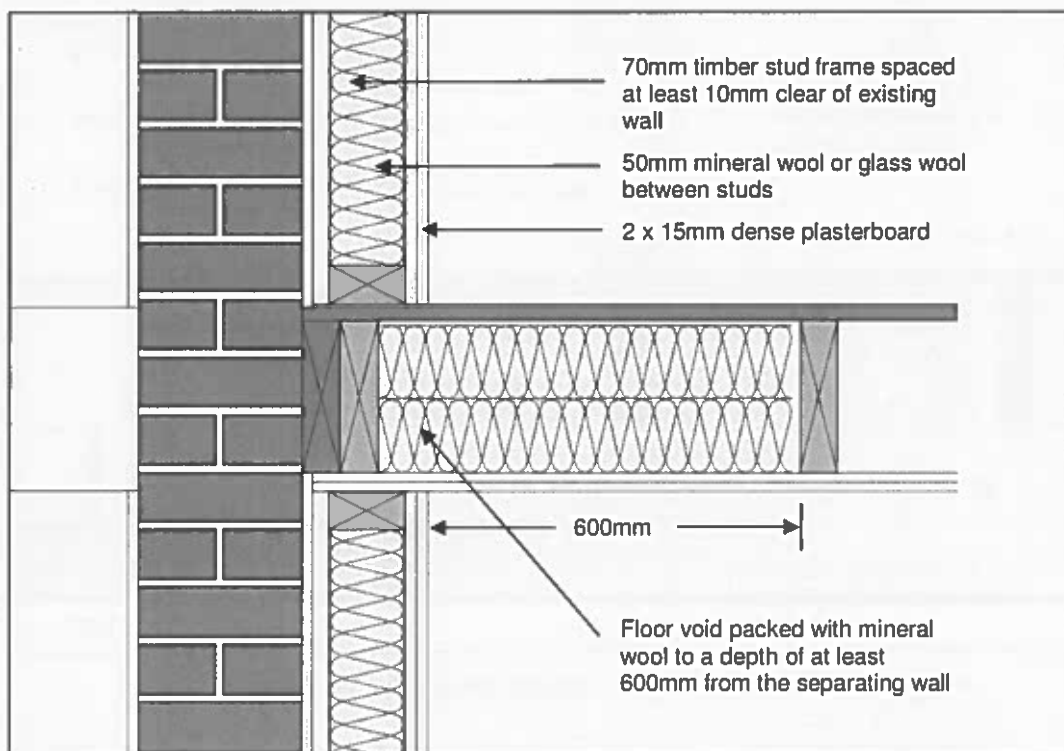 70mm timber stud frame spaced
at least 10mm clear of existing
wall
50mm mineral wool or glass wool
between studs
2 x 15mm dense plasterboard
600mm
Floor void packed with mineral
wool to a depth of at least
600mm from the separating wall